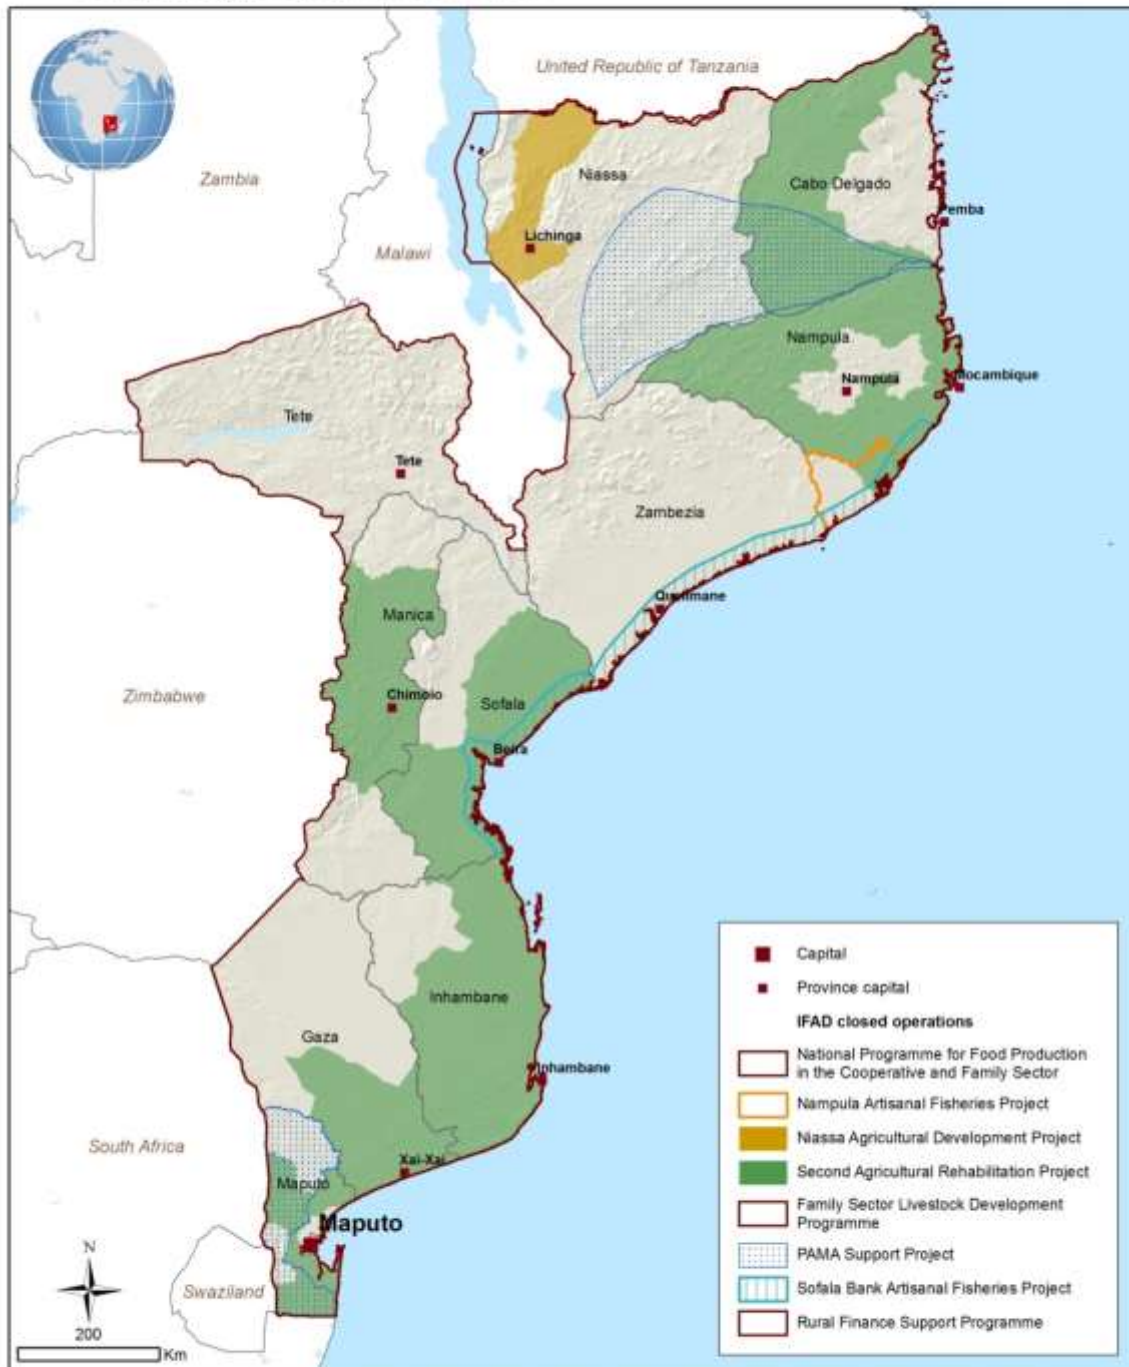 United Republic of Tanzania
Niassa
Cabo Delgado
Zambia
Pemba
Lichinga
Malawi
Nampula
Nampula
Mocambique
Tete
Tete
Zambezia
Quelimane
Manica
Zimbabwe
Chimoio
Sofala
Beira
Inhambane
Gaza
Inhambane
South Africa
Xai-Xai
Maputo
Maputo
Swaziland
N
200
Km
Capital
Province capital
IFAD closed operations
National Programme for Food Production
in the Cooperative and Family Sector
Nampula Artisanal Fisheries Project
Niassa Agricultural Development Project
Second Agricultural Rehabilitation Project
Family Sector Livestock Development
Programme
PAMA Support Project
Sofala Bank Artisanal Fisheries Project
Rural Finance Support Programme